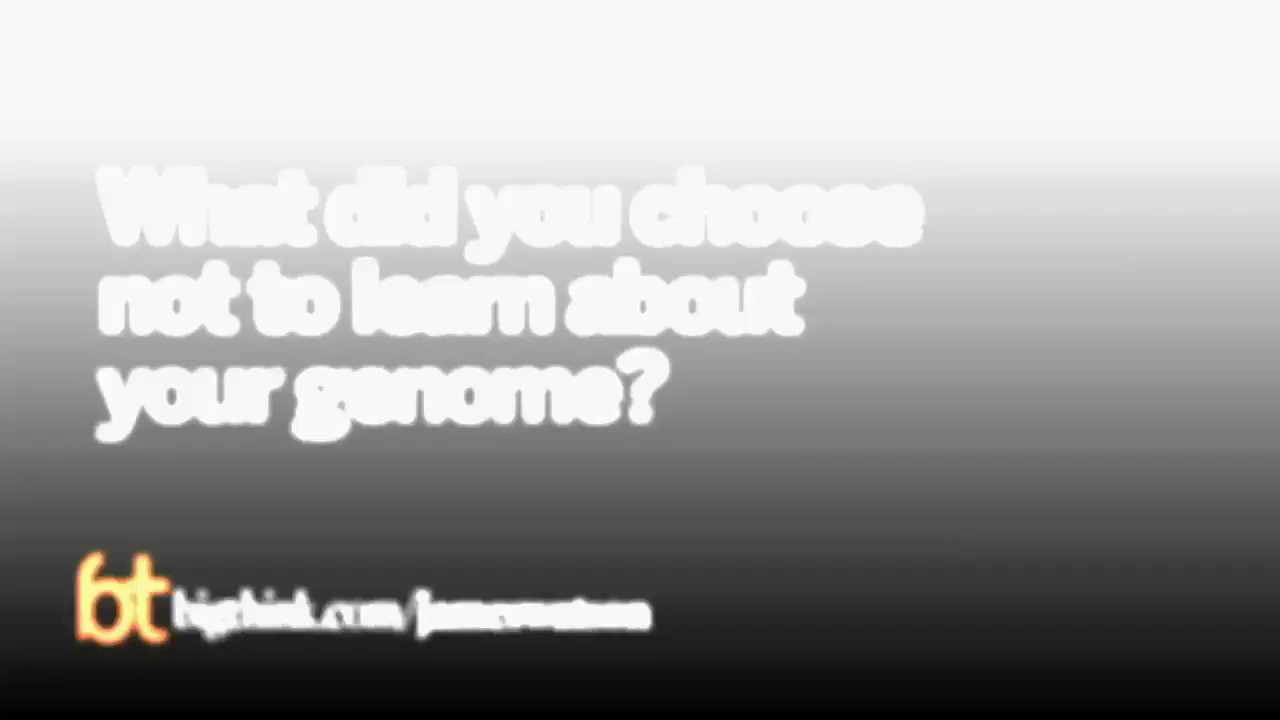 What did you choose
not to learn about
your genome?
bt